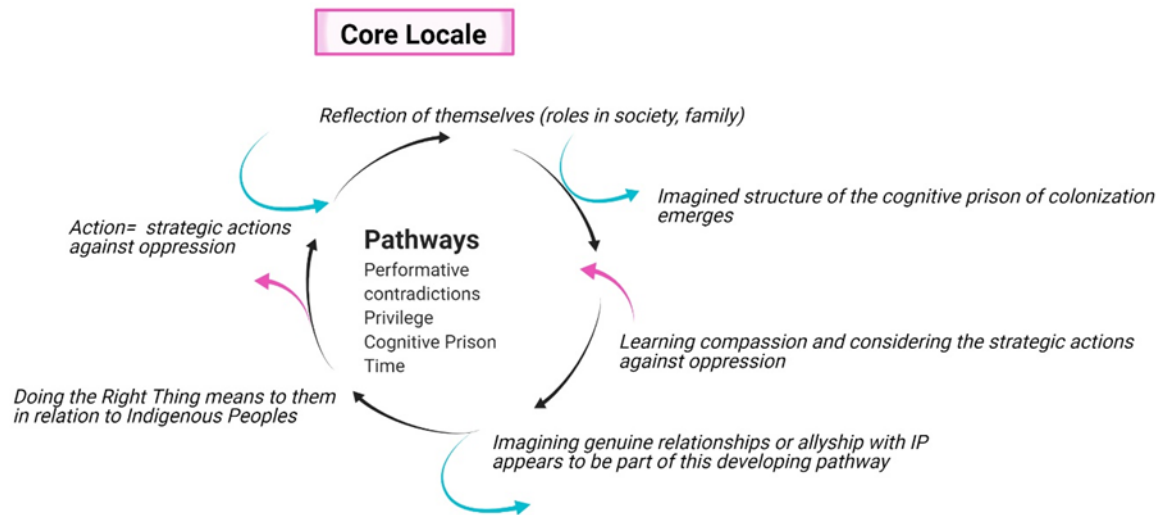 Core Locale
Reflection of themselves (roles in society, family)
Imagined structure of the cognitive prison of colonization
emerges
Action=  strategic actions
against oppression
Pathways
Performative
contradictions
Privilege
Cognitive Prison
Time
Learning compassion and considering the strategic actions
against oppression
Doing the Right Thing means to them
in relation to Indigenous Peoples
Imagining genuine relationships or allyship with IP
appears to be part of this developing pathway